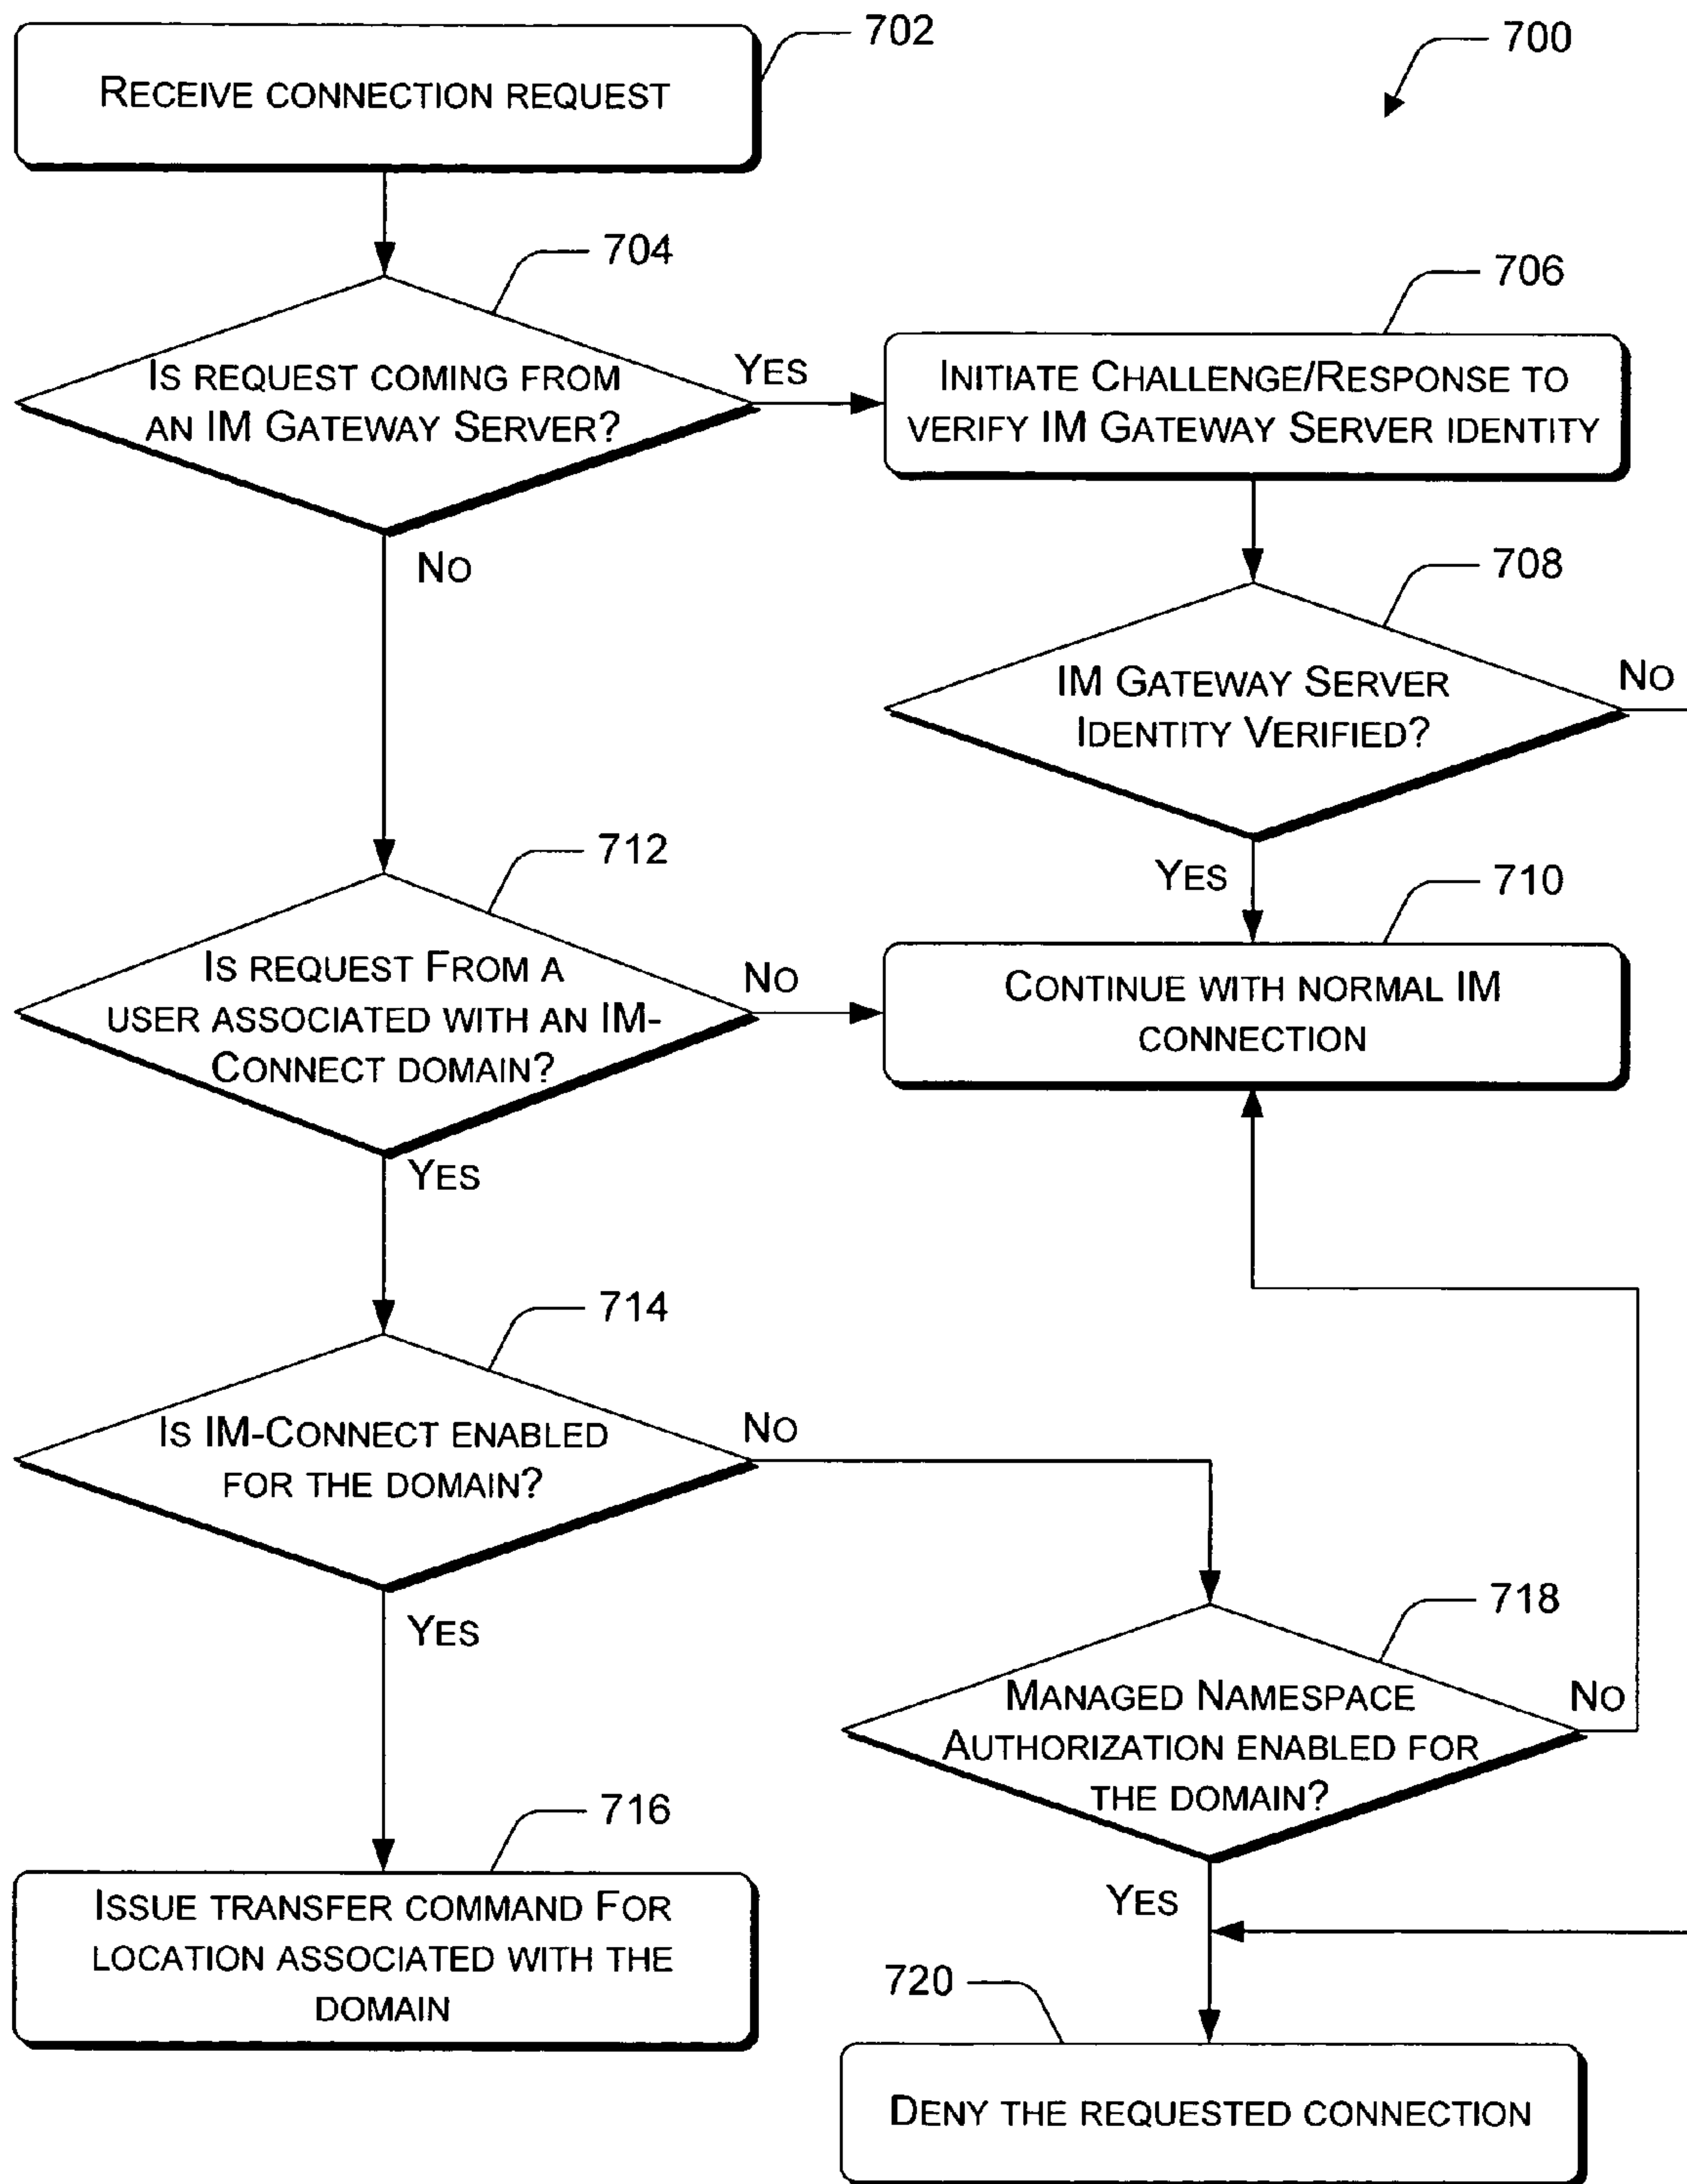 702
700
RECEIVE CONNECTION REQUEST
704
706
IS REQUEST COMING FROM
AN IM GATEWAY SERVER?
YES
INITIATE CHALLENGE/RESPONSE TO
VERIFY IM GATEWAY SERVER IDENTITY
NO
708
IM GATEWAY SERVER
IDENTITY VERIFIED?
NO
YES
712
710
IS REQUEST FROM A
USER ASSOCIATED WITH AN IM-
CONNECT DOMAIN?
NO
CONTINUE WITH NORMAL IM
CONNECTION
YES
714
IS IM-CONNECT ENABLED
FOR THE DOMAIN?
NO
YES
718
MANAGED NAMESPACE
AUTHORIZATION ENABLED FOR
THE DOMAIN?
NO
716
YES
ISSUE TRANSFER COMMAND FOR
LOCATION ASSOCIATED WITH THE
DOMAIN
720
DENY THE REQUESTED CONNECTION